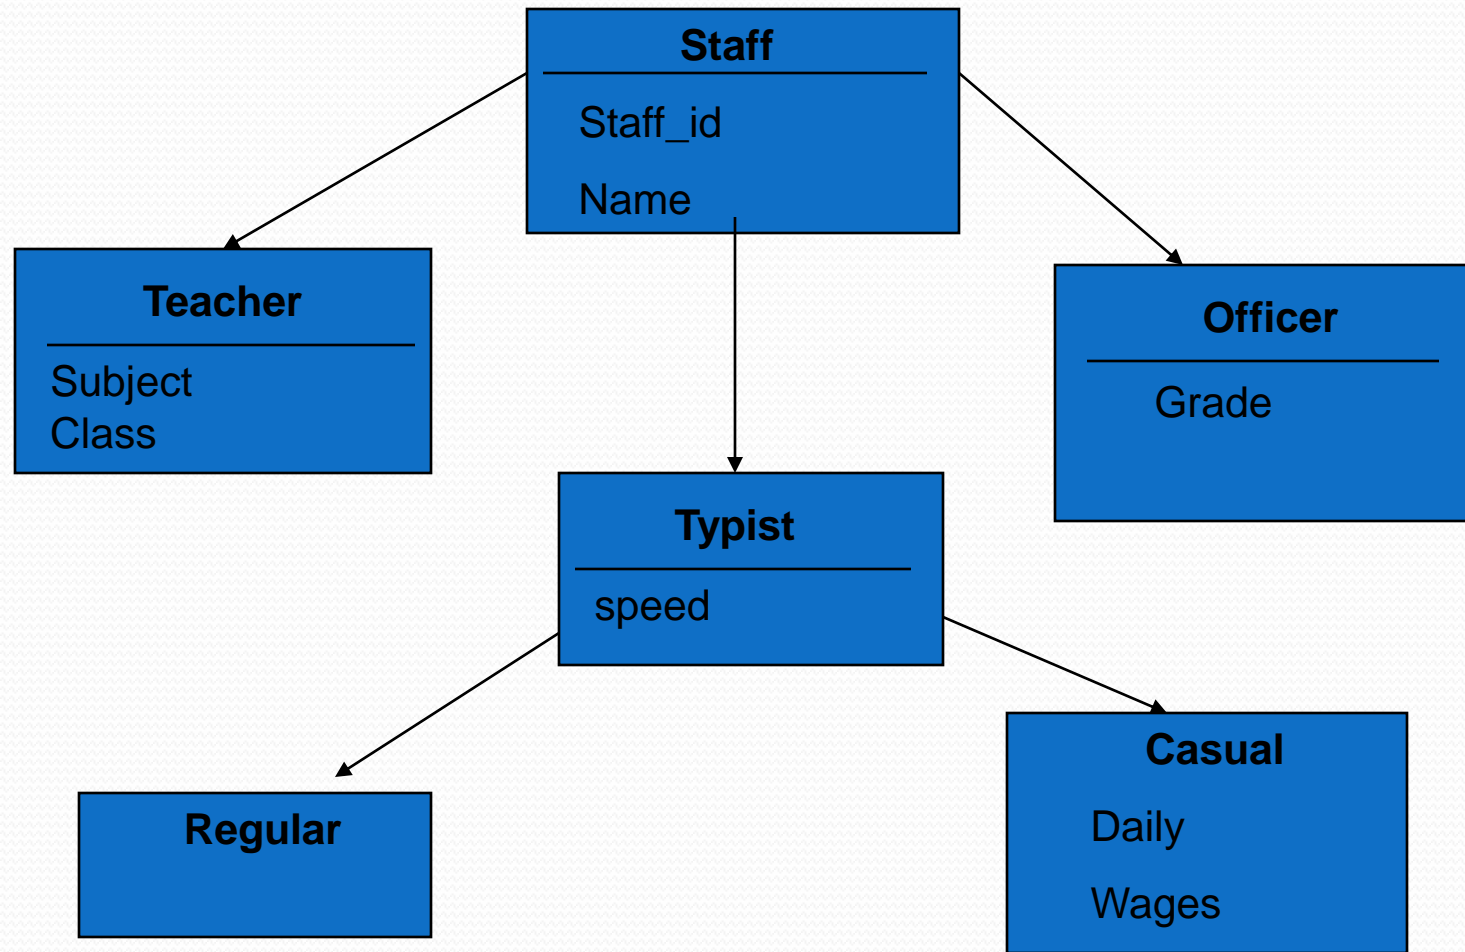 Staff
Staff_id
Name
Teacher
Subject
Class
Officer
Grade
Typist
speed
Regular
Casual
Daily
Wages